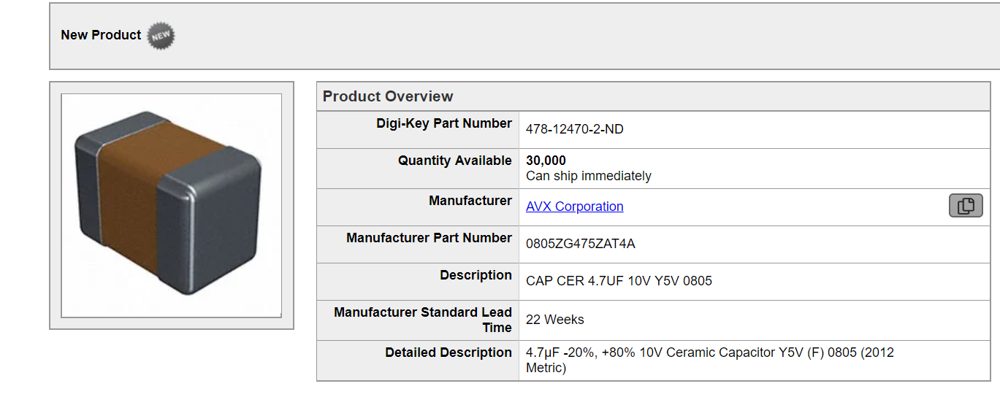 New Product NEW
Product Overview
Digi-Key Part Number 478-12470-2-ND
Quantity Available 30,000
Can ship immediately
Manufacturer AVX Corporation
Manufacturer Part Number 0805ZG475ZAT4A
Description CAP CER 4.7UF 10V Y5V 0805
Manufacturer Standard Lead
Time 22 Weeks
Detailed Description 4.7µF -20%, +80% 10V Ceramic Capacitor Y5V (F) 0805 (2012
Metric)